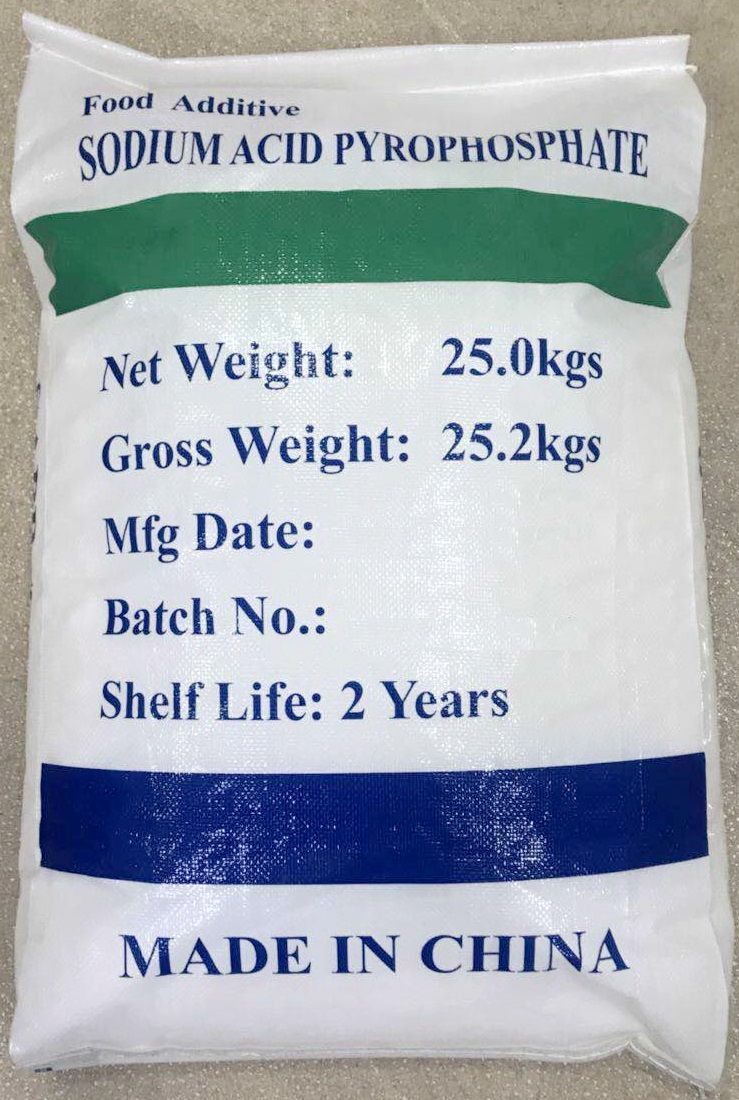 Food Additive
SODIUM ACID PYROPHOSPHATE
Net Weight: 25.0kgs
Gross Weight: 25.2kgs
Mfg Date:
Batch No.:
Shelf Life: 2 Years
MADE IN CHINA